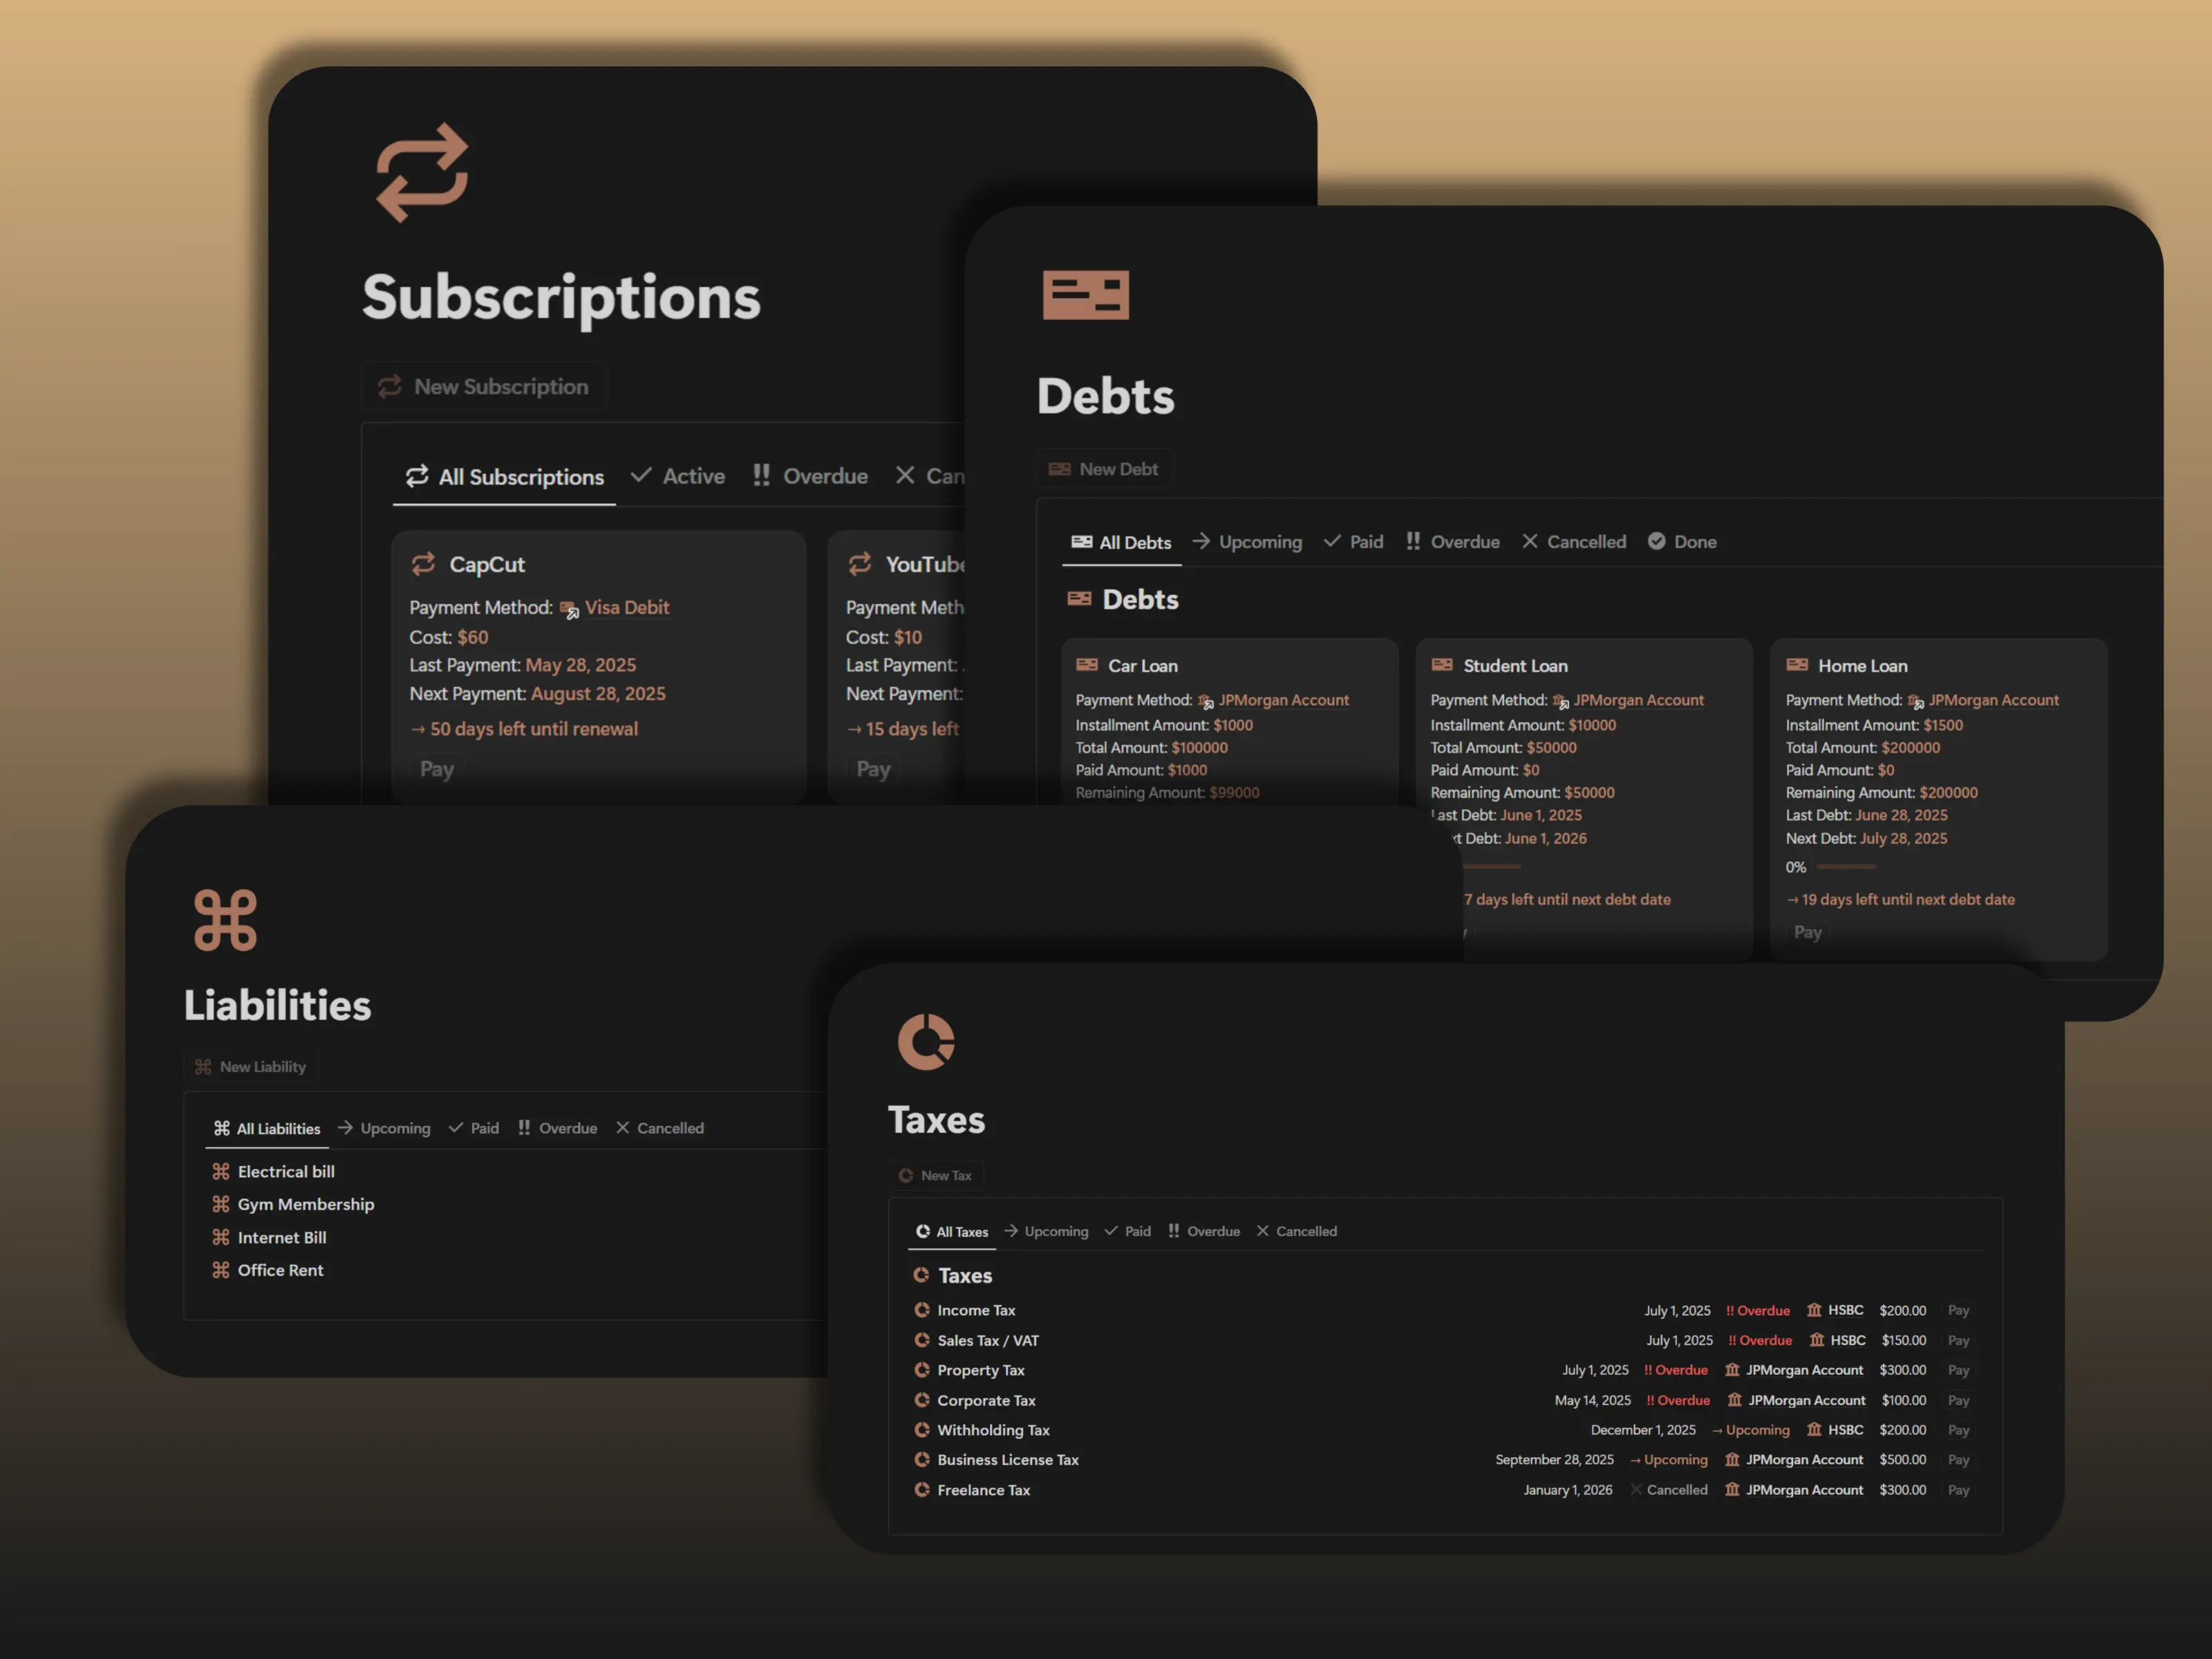 Subscriptions
New Subscription
All Subscriptions Active !! Overdue
CapCut
Payment Method: Visa Debit
Cost: $60
Last Payment: May 28, 2025
Next Payment: August 28, 2025
→ 50 days left until renewal
Pay
YouTube
Payment
Cost: $10
Last Payment:
Next Payment:
→ 15 days left
Pay
Debts
New Debt
All Debts → Upcoming Paid !! Overdue Cancelled Done
Debts
Car Loan
Payment Method: JPMorgan Account
Installment Amount: $1000
Total Amount: $100000
Paid Amount: $1000
Remaining Amount: $99000
Student Loan
Payment Method: JPMorgan Account
Installment Amount: $10000
Total Amount: $50000
Paid Amount: $0
Remaining Amount: $50000
Last Debt: June 1, 2025
Debt: June 1, 2026
7 days left until next debt date
Home Loan
Payment Method: JPMorgan Account
Installment Amount: $1500
Total Amount: $200000
Paid Amount: $0
Remaining Amount: $200000
Last Debt: June 28, 2025
Next Debt: July 28, 2025
0%
→ 19 days left until next debt date
Pay
Liabilities
New Liability
All Liabilities → Upcoming Paid !! Overdue Cancelled
Electrical bill
Gym Membership
Internet Bill
Office Rent
Taxes
New Tax
All Taxes → Upcoming Paid !! Overdue Cancelled
Taxes
Income Tax July 1, 2025 !! Overdue HSBC $200.00 Pay
Sales Tax / VAT July 1, 2025 !! Overdue HSBC $150.00 Pay
Property Tax July 1, 2025 !! Overdue JPMorgan Account $300.00 Pay
Corporate Tax May 14, 2025 !! Overdue JPMorgan Account $100.00 Pay
Withholding Tax December 1, 2025 → Upcoming HSBC $200.00 Pay
Business License Tax September 28, 2025 → Upcoming JPMorgan Account $500.00 Pay
Freelance Tax January 1, 2026 Cancelled JPMorgan Account $300.00 Pay